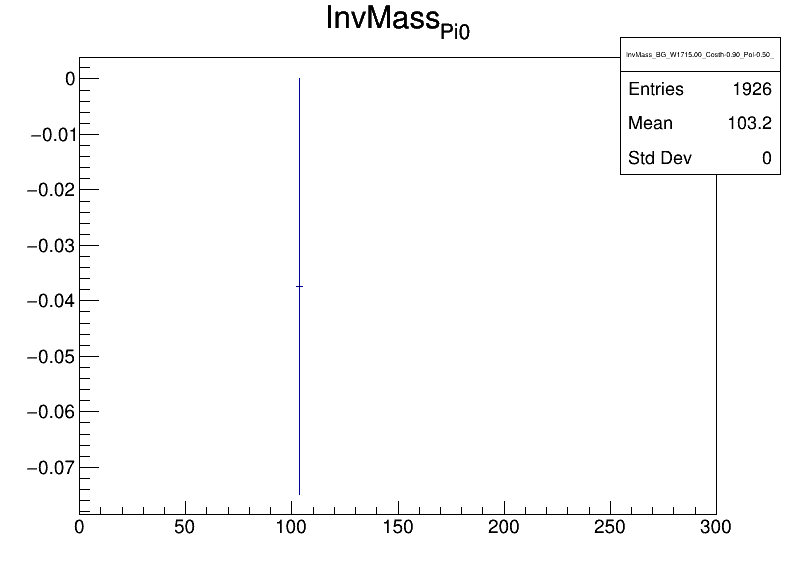 InvMass_Pi0
InvMass_BG_W1715.00_Costh-0.90_Pol-0.50_
Entries 1926
Mean 103.2
Std Dev 0
0
−0.01
−0.02
−0.03
−0.04
−0.05
−0.06
−0.07
0 50 100 150 200 250 300